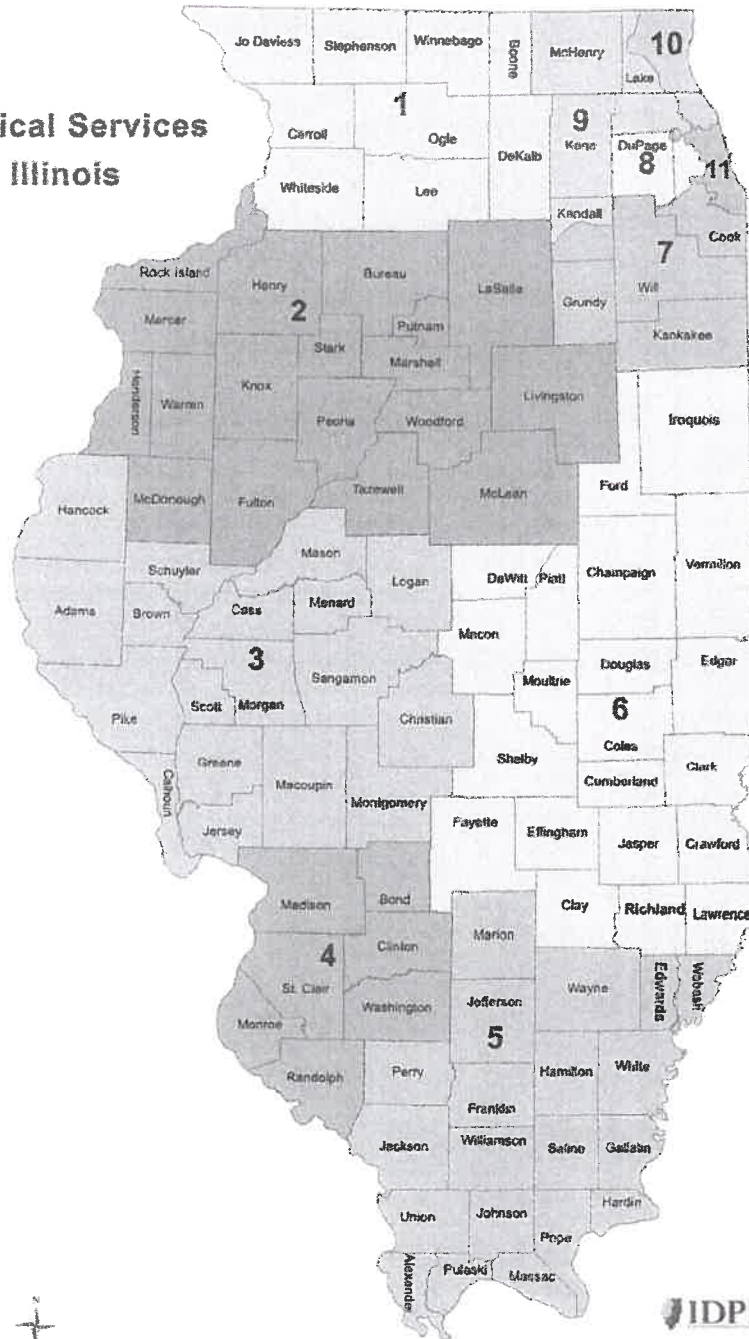 ical Services
Illinois
Jo Daviess
Stephenson
Winnebago
Boone
McHenry
10
Lake
Carroll
Ogle
DeKalb
9
Kane
DuPage
8
11
Whiteside
Lee
Kendall
Cook
7
Will
Rock Island
Henry
Bureau
LaSalle
Grundy
2
Mercer
Putnam
Kankakee
Stark
Marshall
Henderson
Warren
Knox
Peoria
Woodford
Livingston
Iroquois
McDonough
Fulton
Tazewell
McLean
Ford
Hancock
Mason
Schuyler
Logan
DeWitt
Piatt
Champaign
Vermilion
Adams
Brown
Cass
Menard
Macon
3
Sangamon
Douglas
Edgar
Scott
Morgan
Moultrie
6
Pike
Christian
Coles
Greene
Shelby
Clark
Calhoun
Macoupin
Montgomery
Cumberland
Jersey
Fayette
Effingham
Jasper
Crawford
Madison
Bond
Clay
Richland
Lawrence
Marion
Clinton
4
St. Clair
Wayne
Edwards
Wabash
Washington
Jefferson
Monroe
5
Randolph
Perry
Hamilton
White
Franklin
Jackson
Williamson
Saline
Gallatin
Union
Johnson
Hardin
Pope
Alexander
Pulaski
Massac
N
IDP